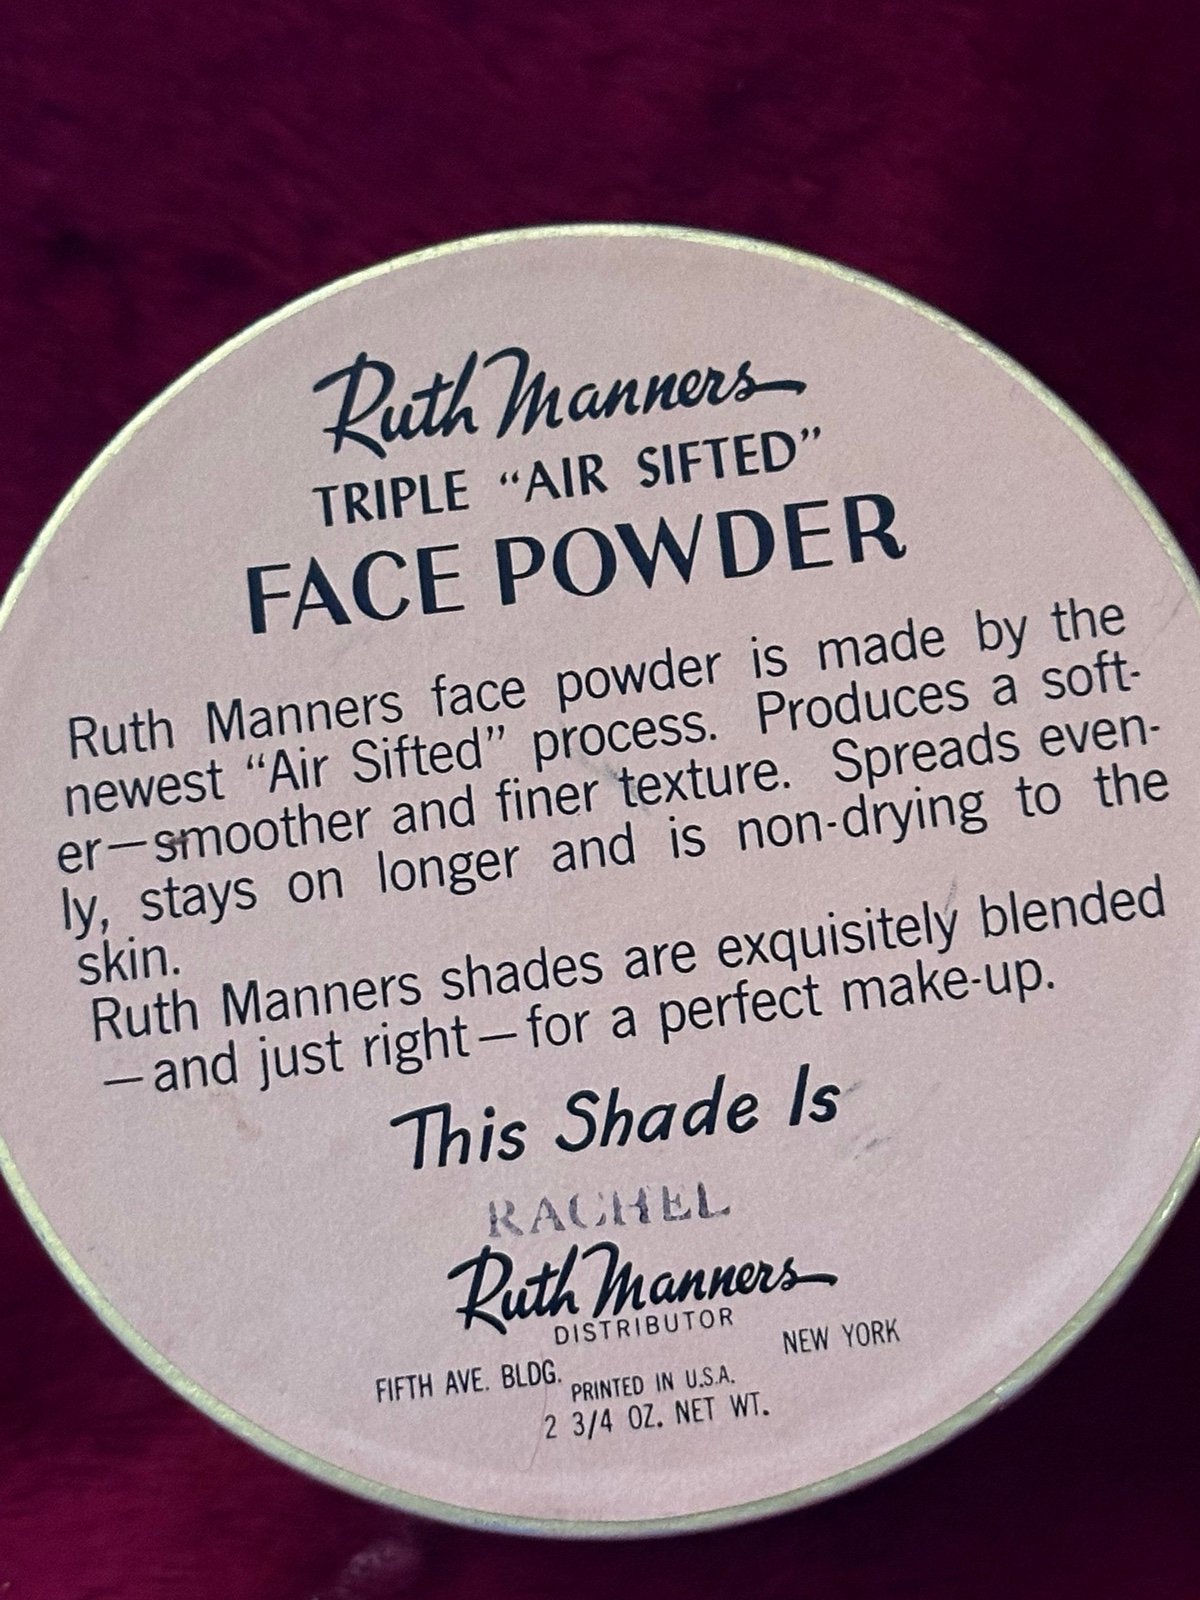 Ruth Manners
TRIPLE “AIR SIFTED”
FACE POWDER
Ruth Manners face powder is made by the
newest “Air Sifted” process. Produces a soft-
er—smoother and finer texture. Spreads even-
ly, stays on longer and is non-drying to the
skin.
Ruth Manners shades are exquisitely blended
—and just right—for a perfect make-up.
This Shade Is
RACHEL
Ruth Manners
DISTRIBUTOR
FIFTH AVE. BLDG. NEW YORK
PRINTED IN U.S.A.
2 3/4 OZ. NET WT.